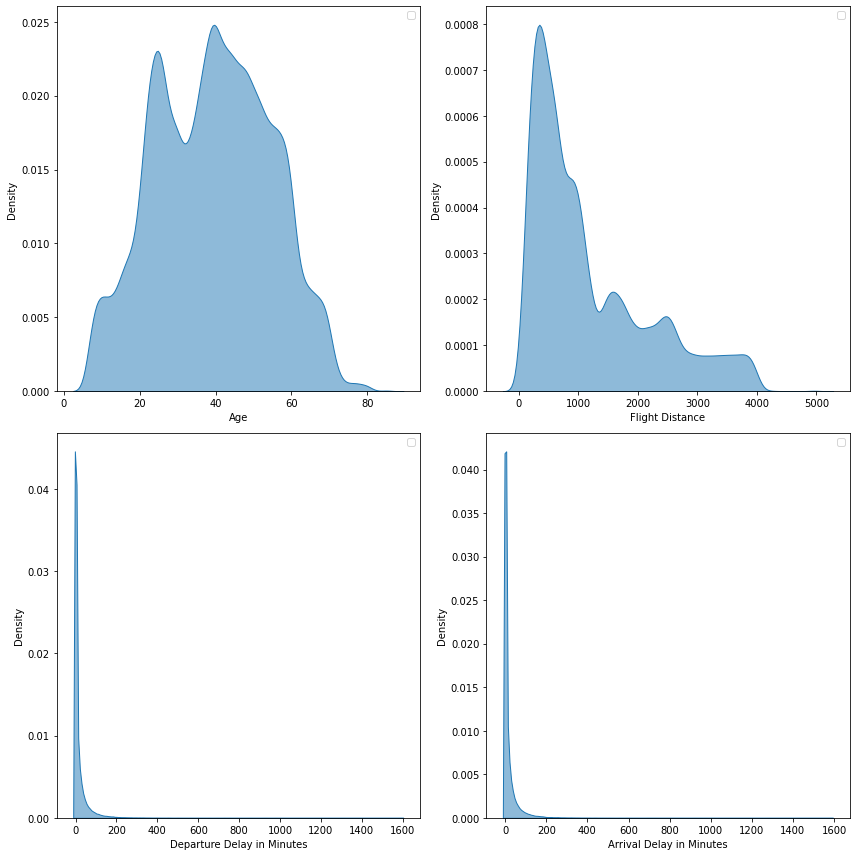 0.025
0.020
0.015
0.010
0.005
0.000
Density
0 20 40 60 80
Age
0.0008
0.0007
0.0006
0.0005
0.0004
0.0003
0.0002
0.0001
0.0000
Density
0 1000 2000 3000 4000 5000
Flight Distance
0.04
0.03
0.02
0.01
0.00
Density
0 200 400 600 800 1000 1200 1400 1600
Departure Delay in Minutes
0.040
0.035
0.030
0.025
0.020
0.015
0.010
0.005
0.000
Density
0 200 400 600 800 1000 1200 1400 1600
Arrival Delay in Minutes